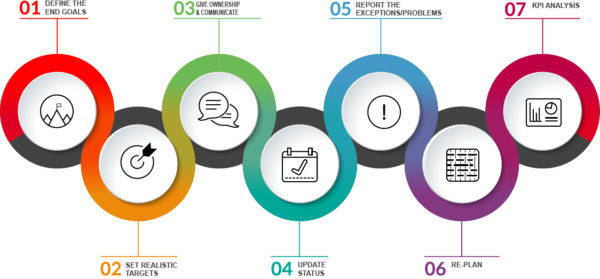 01 DEFINE THE
END GOALS
02 SET REALISTIC
TARGETS
03 GIVE OWNERSHIP
& COMMUNICATE
04 UPDATE
STATUS
05 REPORT THE
EXCEPTIONS/PROBLEMS
!
06 RE-PLAN
07 KPI ANALYSIS